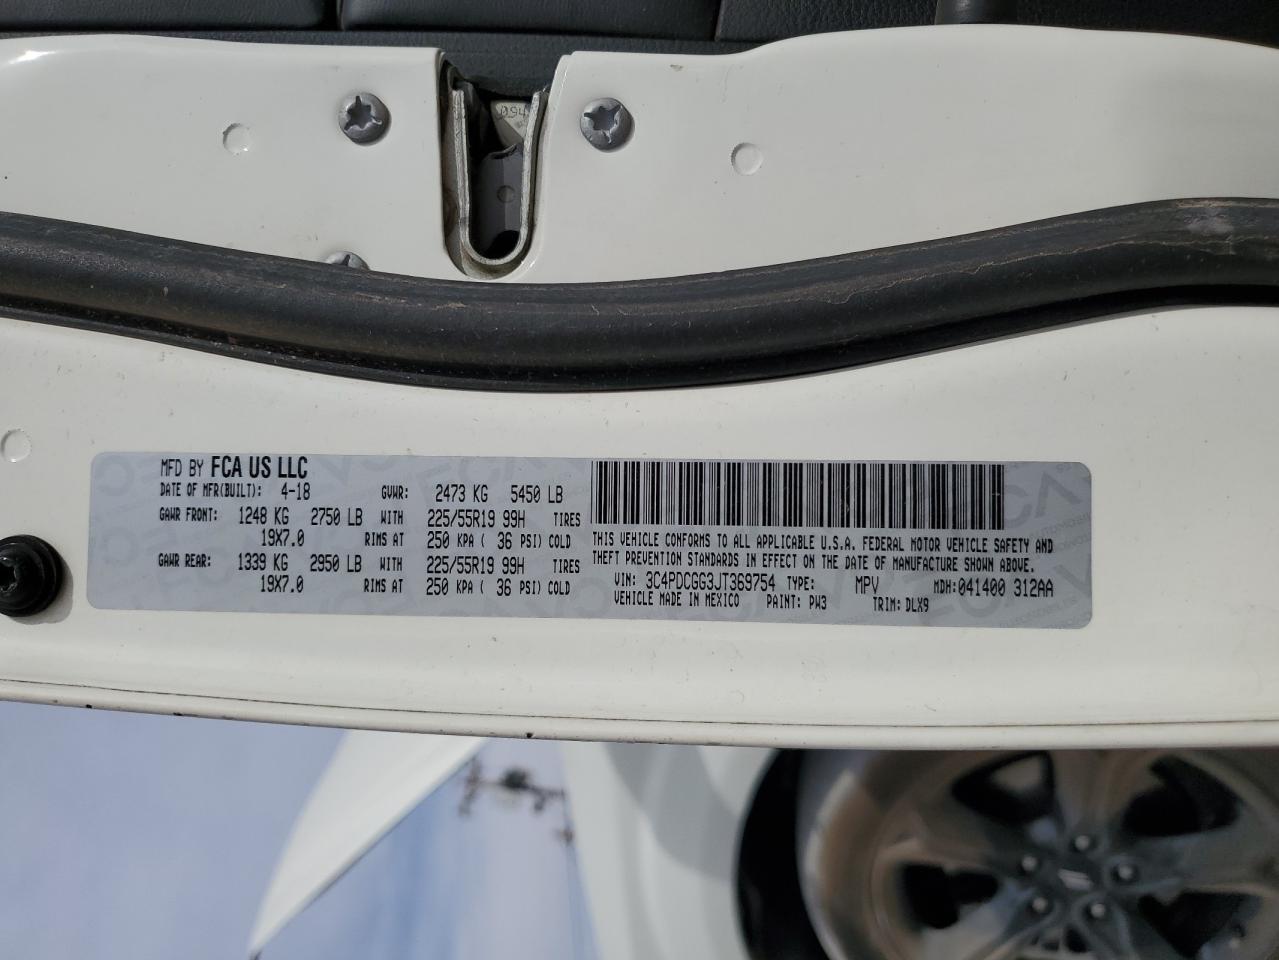 094
MFD BY FCA US LLC
DATE OF MFR(BUILT): 4-18 GVWR: 2473 KG 5450 LB
GAWR FRONT: 1248 KG 2750 LB WITH 225/55R19 99H TIRES
19X7.0 RIMS AT 250 KPA ( 36 PSI) COLD
GAWR REAR: 1339 KG 2950 LB WITH 225/55R19 99H TIRES
19X7.0 RIMS AT 250 KPA ( 36 PSI) COLD
THIS VEHICLE CONFORMS TO ALL APPLICABLE U.S.A. FEDERAL MOTOR VEHICLE SAFETY AND
THEFT PREVENTION STANDARDS IN EFFECT ON THE DATE OF MANUFACTURE SHOWN ABOVE.
VIN: 3C4PDCGG3JT369754 TYPE: MPV MDH:041400 312AA
VEHICLE MADE IN MEXICO PAINT: PW3 TRIM: DLX9